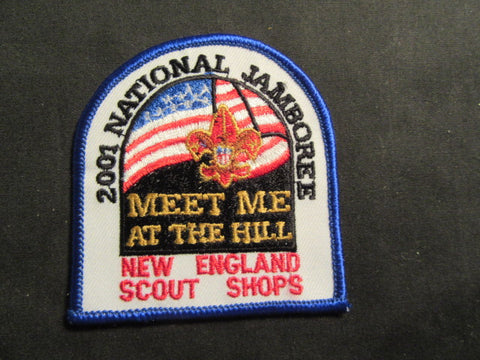 2001 NATIONAL JAMBOREE
MEET ME
AT THE HILL
NEW ENGLAND
SCOUT SHOPS